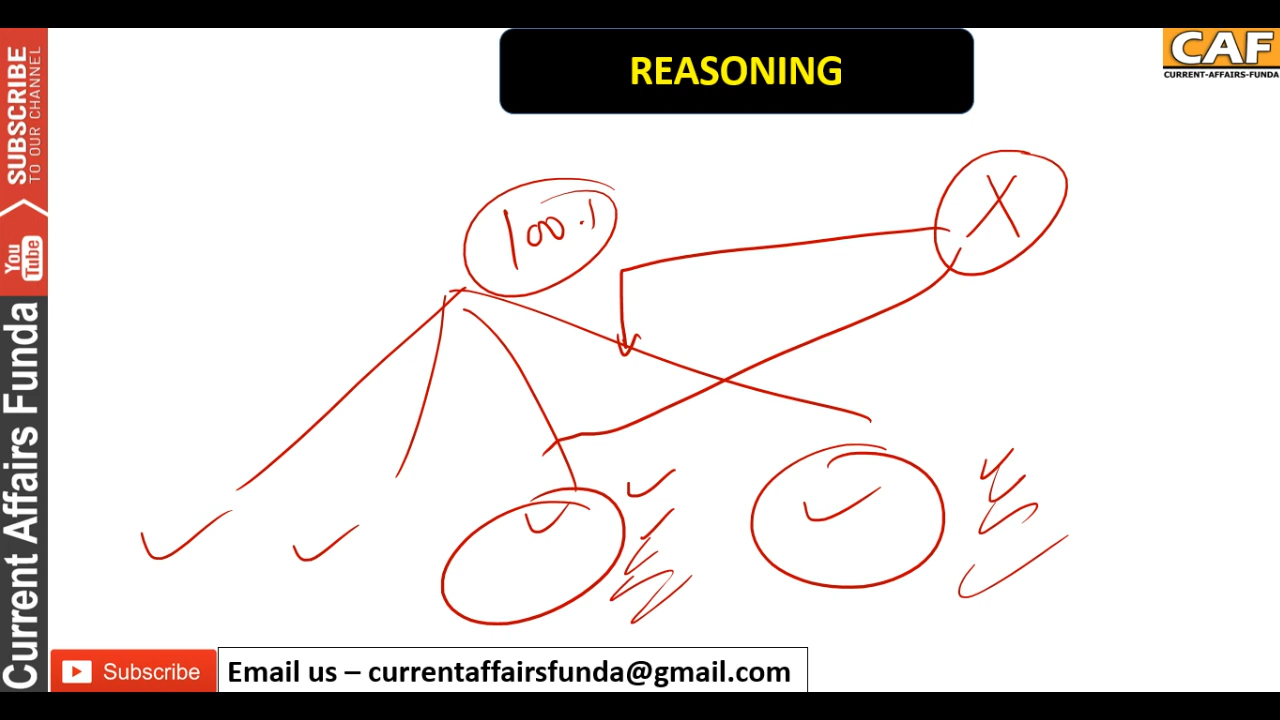 REASONING
CAF
CURRENT-AFFAIRS-FUNDA
SUBSCRIBE
TO OUR CHANNEL
You
Tube
Current Affairs Funda
100%
X
Subscribe
Email us – currentaffairsfunda@gmail.com